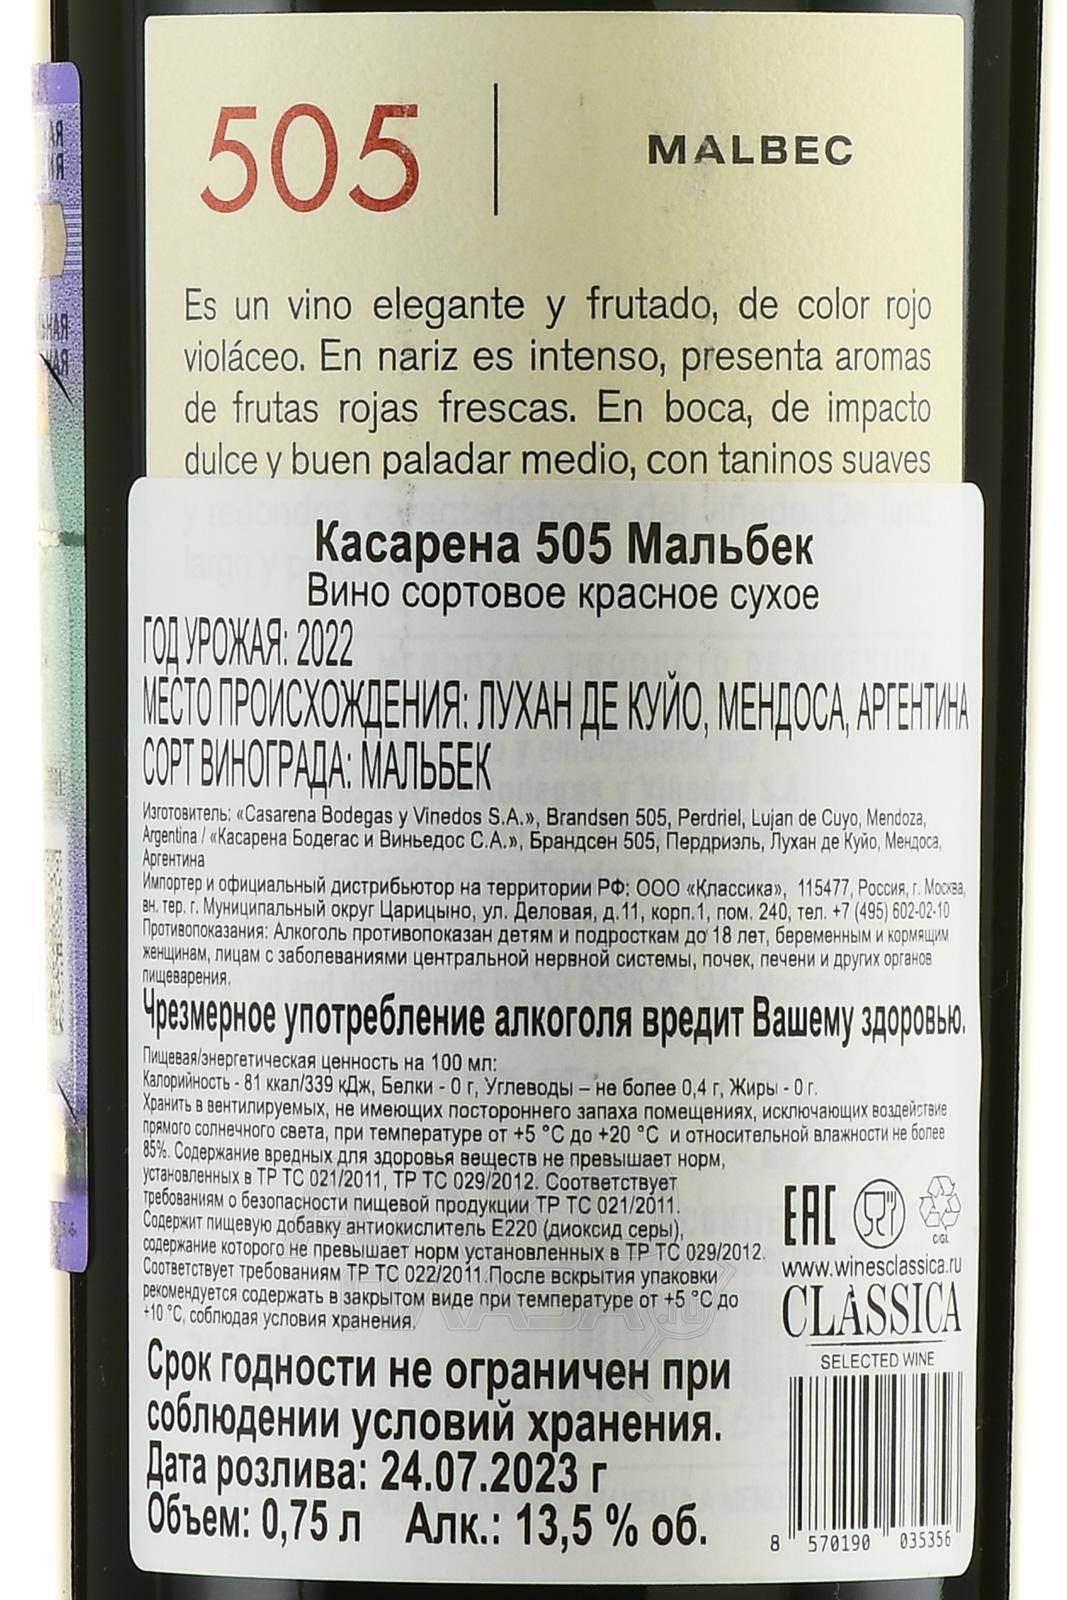 505 | MALBEC
Es un vino elegante y frutado, de color rojo
violáceo. En nariz es intenso, presenta aromas
de frutas rojas frescas. En boca, de impacto
dulce y buen paladar medio, con taninos suaves
Касарена 505 Мальбек
Вино сортовое красное сухое
ГОД УРОЖАЯ: 2022
МЕСТО ПРОИСХОЖДЕНИЯ: ЛУХАН ДЕ КУЙО, МЕНДОСА, АРГЕНТИНА
СОРТ ВИНОГРАДА: МАЛЬБЕК
Изготовитель: «Casarena Bodegas y Vinedos S.A.», Brandsen 505, Perdriel, Lujan de Cuyo, Mendoza,
Argentina / «Касарена Бодегас и Виньедос С.А.», Брандсен 505, Пердриэль, Лухан де Куйо, Мендоса,
Аргентина
Импортер и официальный дистрибьютор на территории РФ: ООО «Классика», 115477, Россия, г. Москва,
вн. тер. г. Муниципальный округ Царицыно, ул. Деловая, д.11, корп.1, пом. 240, тел. +7 (495) 602-02-10
Противопоказания: Алкоголь противопоказан детям и подросткам до 18 лет, беременным и кормящим
женщинам, лицам с заболеваниями центральной нервной системы, почек, печени и других органов
пищеварения.
Чрезмерное употребление алкоголя вредит Вашему здоровью.
Пищевая/энергетическая ценность на 100 мл:
Калорийность - 81 ккал/339 кДж, Белки - 0 г, Углеводы – не более 0,4 г, Жиры - 0 г.
Хранить в вентилируемых, не имеющих постороннего запаха помещениях, исключающих воздействие
прямого солнечного света, при температуре от +5 °С до +20 °С и относительной влажности не более
85%. Содержание вредных для здоровья веществ не превышает норм,
установленных в ТР ТС 021/2011, ТР ТС 029/2012. Соответствует
требованиям о безопасности пищевой продукции ТР ТС 021/2011.
Содержит пищевую добавку антиокислитель Е220 (диоксид серы),
содержание которого не превышает норм установленных в ТР ТС 029/2012.
Соответствует требованиям ТР ТС 022/2011.После вскрытия упаковки
рекомендуется содержать в закрытом виде при температуре от +5 °С до
+10 °С, соблюдая условия хранения.
EAC
C/GL
www.winesclassica.ru
CLASSICA
SELECTED WINE
Срок годности не ограничен при
соблюдении условий хранения.
Дата розлива: 24.07.2023 г
Объем: 0,75 л Алк.: 13,5 % об.
8 570190 035356